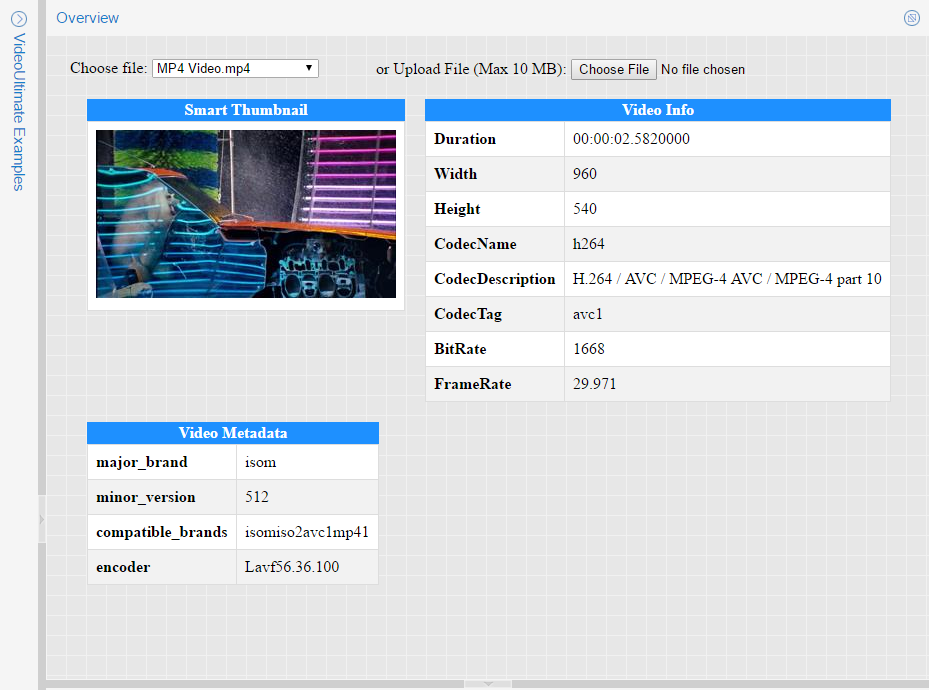 VideoUltimate Examples
Overview
Choose file: MP4 Video.mp4 or Upload File (Max 10 MB): Choose File No file chosen
Smart Thumbnail
Video Info
Duration 00:00:02.5820000
Width 960
Height 540
CodecName h264
CodecDescription H.264 / AVC / MPEG-4 AVC / MPEG-4 part 10
CodecTag avc1
BitRate 1668
FrameRate 29.971
Video Metadata
major_brand isom
minor_version 512
compatible_brands isomiso2avc1mp41
encoder Lavf56.36.100